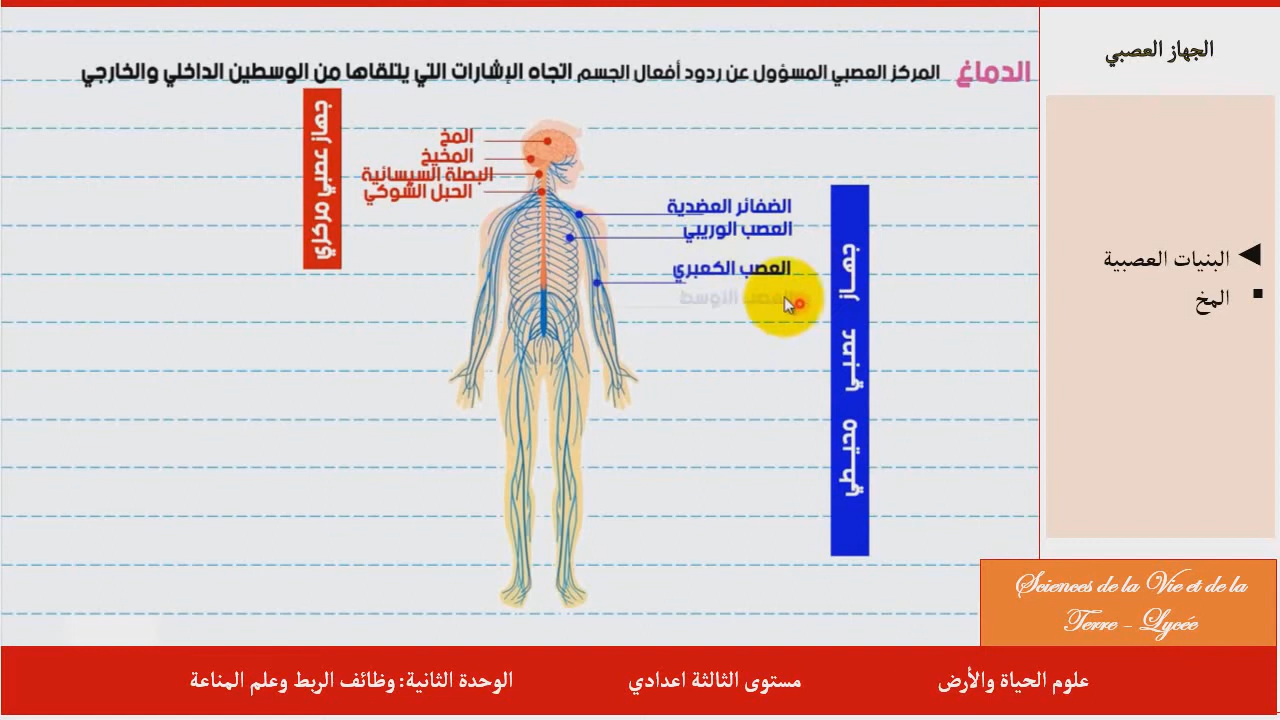 الجهاز العصبي
الدماغ المركز العصبي المسؤول عن ردود أفعال الجسم اتجاه الإشارات التي يتلقاها من الوسطين الداخلي والخارجي
جهاز عصبي مركزي
المخ
المخيخ
البصلة السيسائية
الحبل الشوكي
الضفائر العضدية
العصب الوريبي
العصب الكعبري
العصب الأوسط
جهاز عصبي محيطي
البنيات العصبية
المخ
Sciences de la Vie et de la
Terre – Lycée
علوم الحياة والأرض
مستوى الثالثة اعدادي
الوحدة الثانية: وظائف الربط وعلم المناعة